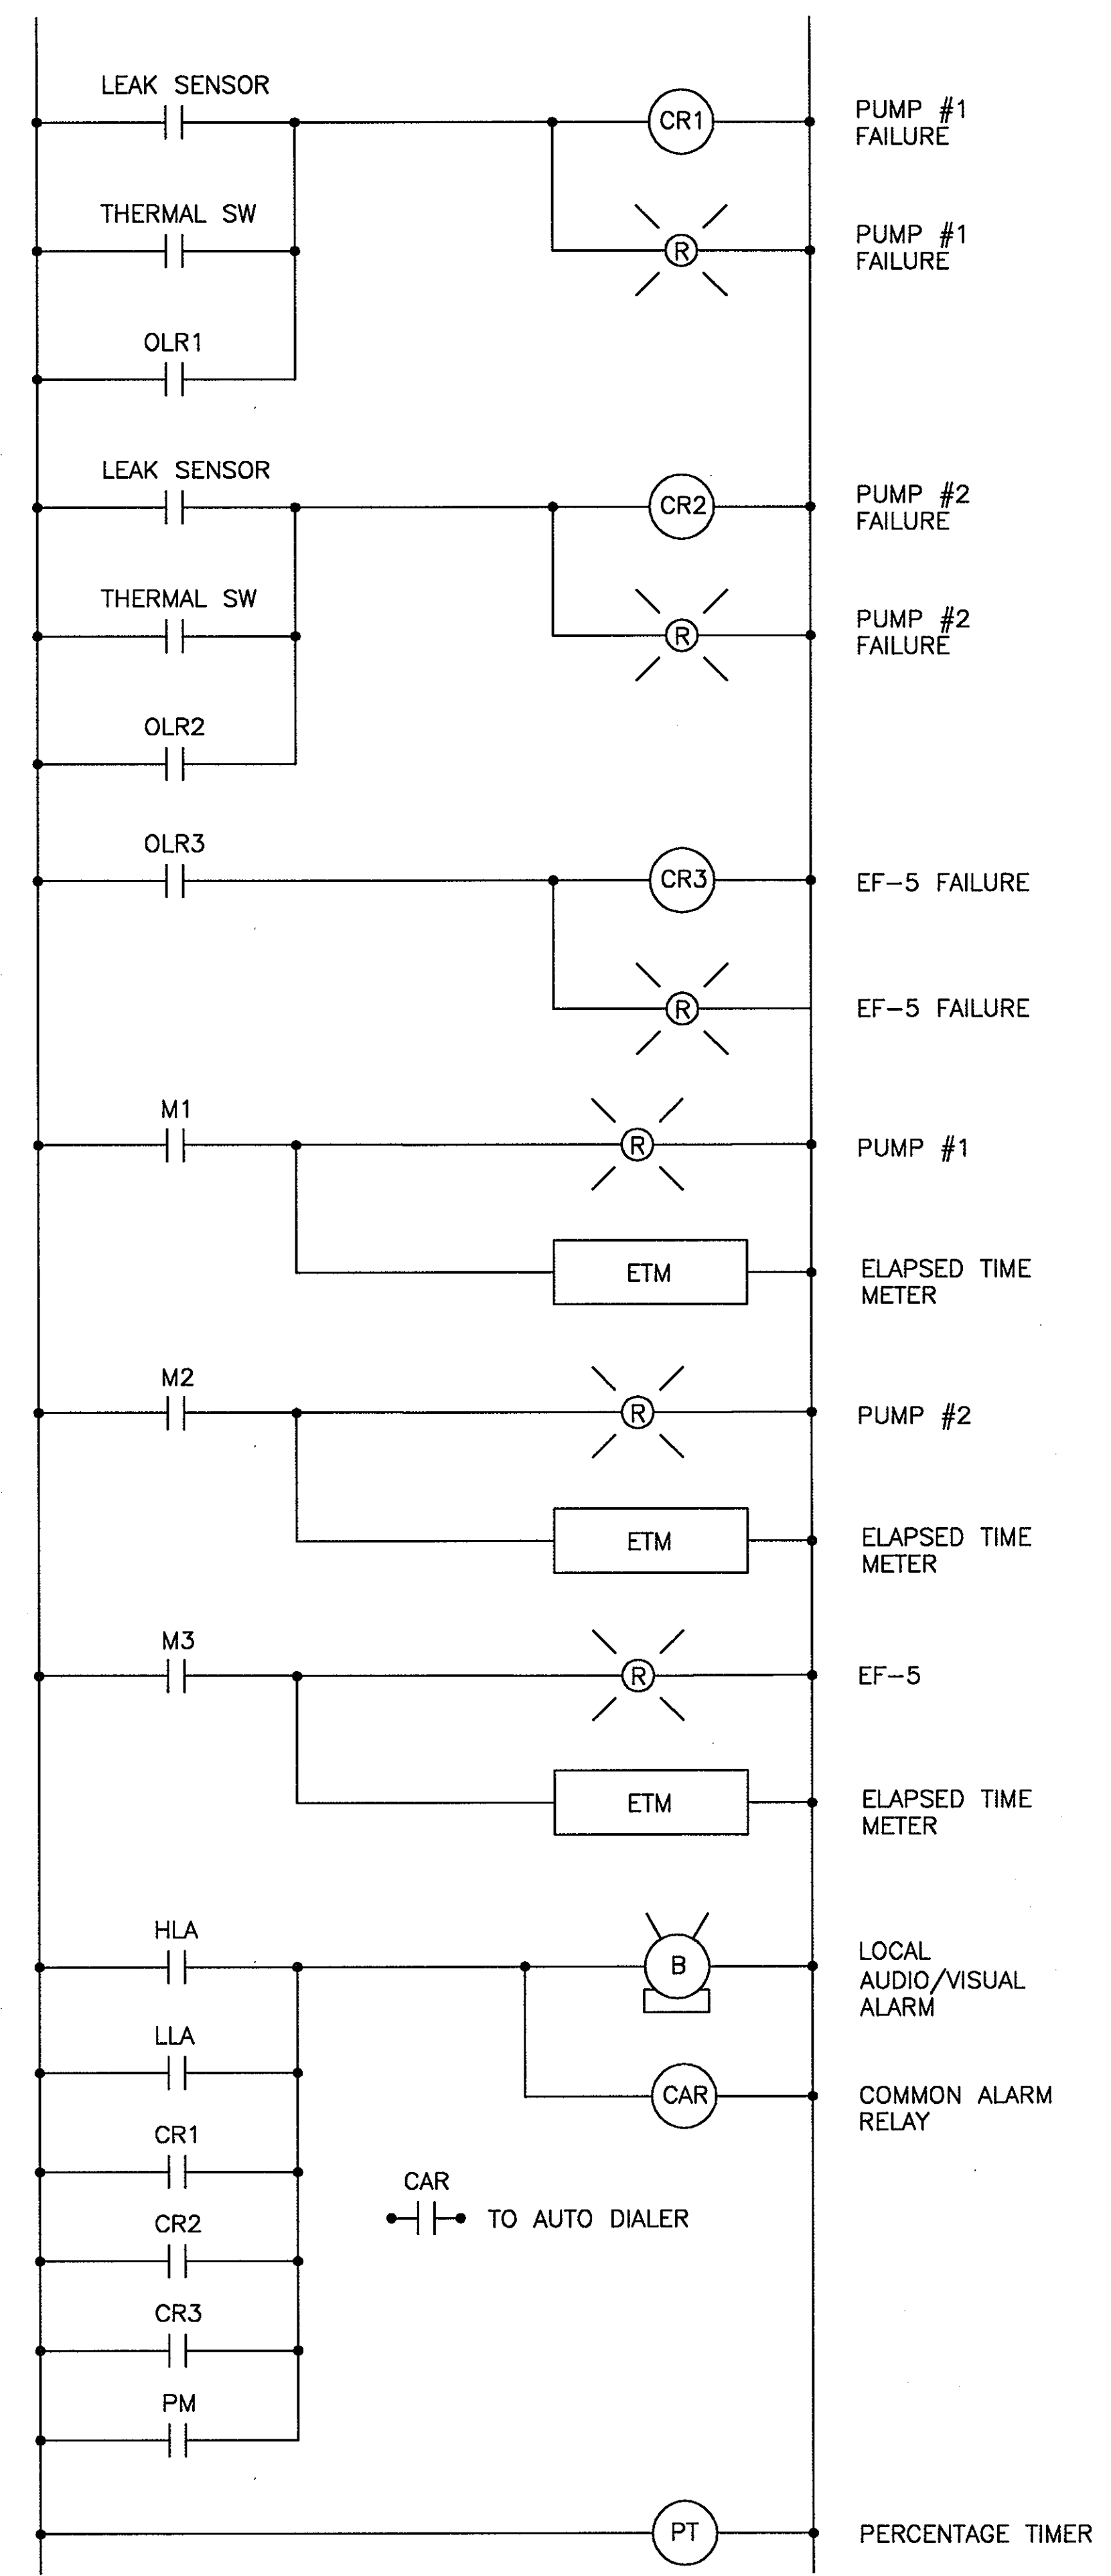 LEAK SENSOR
CR1
PUMP #1
FAILURE
THERMAL SW
R
PUMP #1
FAILURE
OLR1
LEAK SENSOR
CR2
PUMP #2
FAILURE
THERMAL SW
R
PUMP #2
FAILURE
OLR2
OLR3
CR3
EF-5 FAILURE
R
EF-5 FAILURE
M1
R
PUMP #1
ETM
ELAPSED TIME
METER
M2
R
PUMP #2
ETM
ELAPSED TIME
METER
M3
R
EF-5
ETM
ELAPSED TIME
METER
HLA
B
LOCAL
AUDIO/VISUAL
ALARM
LLA
CAR
COMMON ALARM
RELAY
CR1
CAR
TO AUTO DIALER
CR2
CR3
PM
PT
PERCENTAGE TIMER